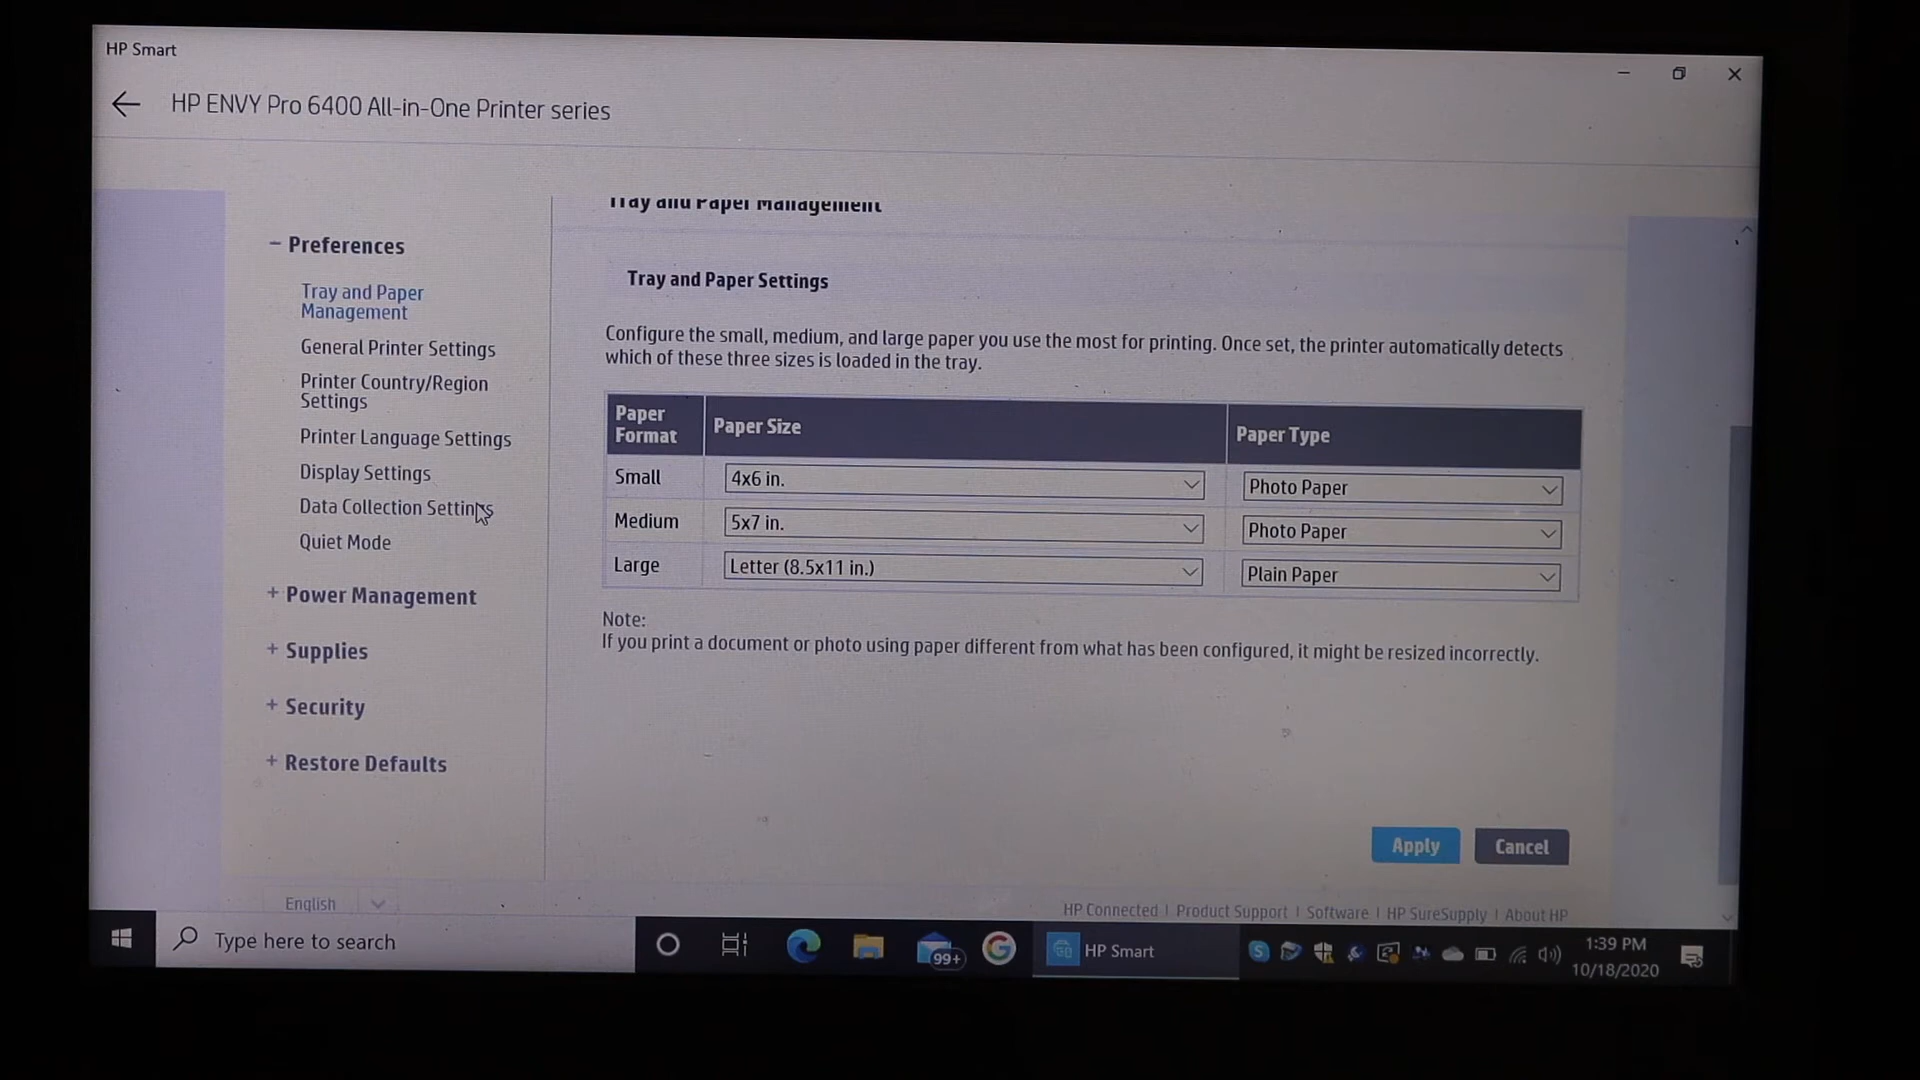 HP Smart
HP ENVY Pro 6400 All-in-One Printer series
Tray and Paper Management
− Preferences
Tray and Paper
Management
General Printer Settings
Printer Country/Region
Settings
Printer Language Settings
Display Settings
Data Collection Settings
Quiet Mode
+ Power Management
+ Supplies
+ Security
+ Restore Defaults
Tray and Paper Settings
Configure the small, medium, and large paper you use the most for printing. Once set, the printer automatically detects
which of these three sizes is loaded in the tray.
Paper
Format
Paper Size
Paper Type
Small
4x6 in.
Photo Paper
Medium
5x7 in.
Photo Paper
Large
Letter (8.5x11 in.)
Plain Paper
Note:
If you print a document or photo using paper different from what has been configured, it might be resized incorrectly.
Apply
Cancel
English
HP Connected | Product Support | Software | HP SureSupply | About HP
Type here to search
99+
HP Smart
1:39 PM
10/18/2020